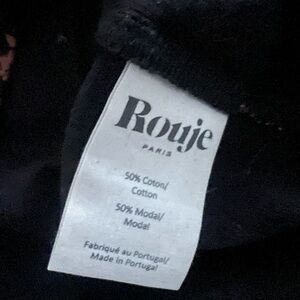 Rouje
PARIS
50% Coton/
Cotton
50% Modal/
Modal
Fabriqué au Portugal/
Made in Portugal